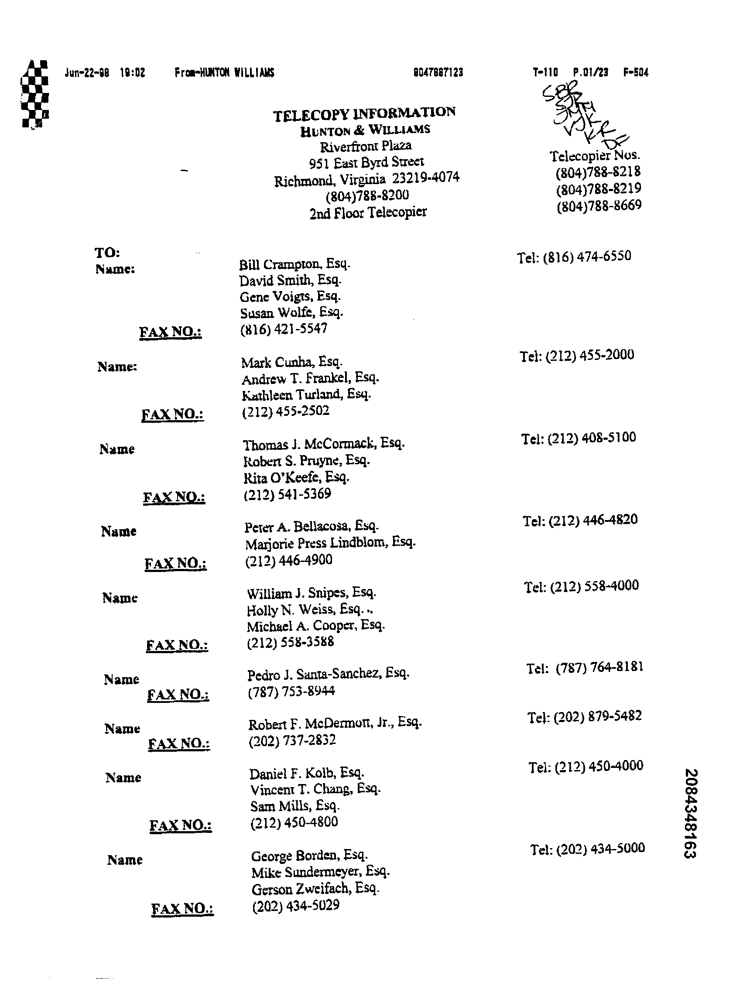 Jun-22-98 19:02 From-HUNTON WILLIAMS 8047887123 T-110 P.01/23 F-504
SBR
TELECOPY INFORMATION
HUNTON & WILLIAMS
Riverfront Plaza
951 East Byrd Street
Richmond, Virginia 23219-4074
(804)788-8200
2nd Floor Telecopier
Telecopier Nos.
(804)788-8218
(804)788-8219
(804)788-8669
TO:
Name: Bill Crampton, Esq. Tel: (816) 474-6550
David Smith, Esq.
Gene Voigts, Esq.
Susan Wolfe, Esq.
FAX NO.: (816) 421-5547
Name: Mark Cunha, Esq. Tel: (212) 455-2000
Andrew T. Frankel, Esq.
Kathleen Turland, Esq.
FAX NO.: (212) 455-2502
Name Thomas J. McCormack, Esq. Tel: (212) 408-5100
Robert S. Pruyne, Esq.
Rita O'Keefe, Esq.
FAX NO.: (212) 541-5369
Name Peter A. Bellacosa, Esq. Tel: (212) 446-4820
Marjorie Press Lindblom, Esq.
FAX NO.: (212) 446-4900
Name William J. Snipes, Esq. Tel: (212) 558-4000
Holly N. Weiss, Esq. ..
Michael A. Cooper, Esq.
FAX NO.: (212) 558-3588
Name Pedro J. Santa-Sanchez, Esq. Tel: (787) 764-8181
FAX NO.: (787) 753-8944
Name Robert F. McDermott, Jr., Esq. Tel: (202) 879-5482
FAX NO.: (202) 737-2832
Name Daniel F. Kolb, Esq. Tel: (212) 450-4000
Vincent T. Chang, Esq.
Sam Mills, Esq.
FAX NO.: (212) 450-4800
Name George Borden, Esq. Tel: (202) 434-5000
Mike Sundermeyer, Esq.
Gerson Zweifach, Esq.
FAX NO.: (202) 434-5029
2084348163